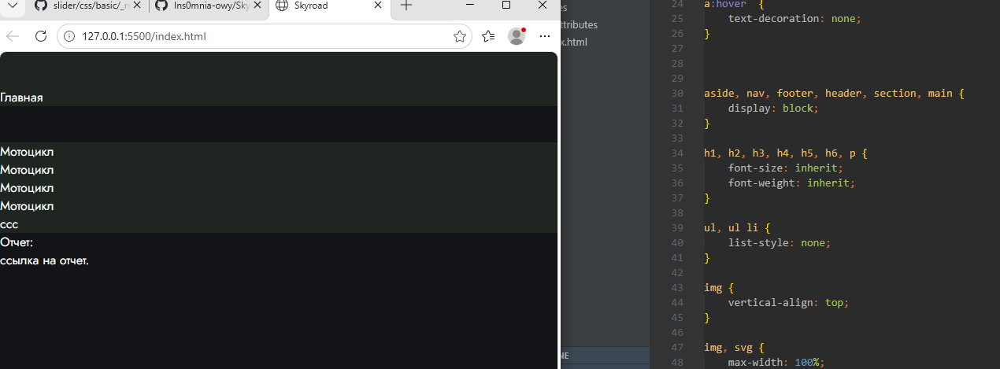 slider/css/basic/_re
Ins0mnia-owy/Sky
Skyroad
127.0.0.1:5500/index.html
Главная
Мотоцикл
Мотоцикл
Мотоцикл
Мотоцикл
ссс
Отчет:
ссылка на отчет.
es
ttributes
x.html
NE
24 a:hover {
25 text-decoration: none;
26 }
27
28
29
30 aside, nav, footer, header, section, main {
31 display: block;
32 }
33
34 h1, h2, h3, h4, h5, h6, p {
35 font-size: inherit;
36 font-weight: inherit;
37 }
38
39 ul, ul li {
40 list-style: none;
41 }
42
43 img {
44 vertical-align: top;
45 }
46
47 img, svg {
48 max-width: 100%;